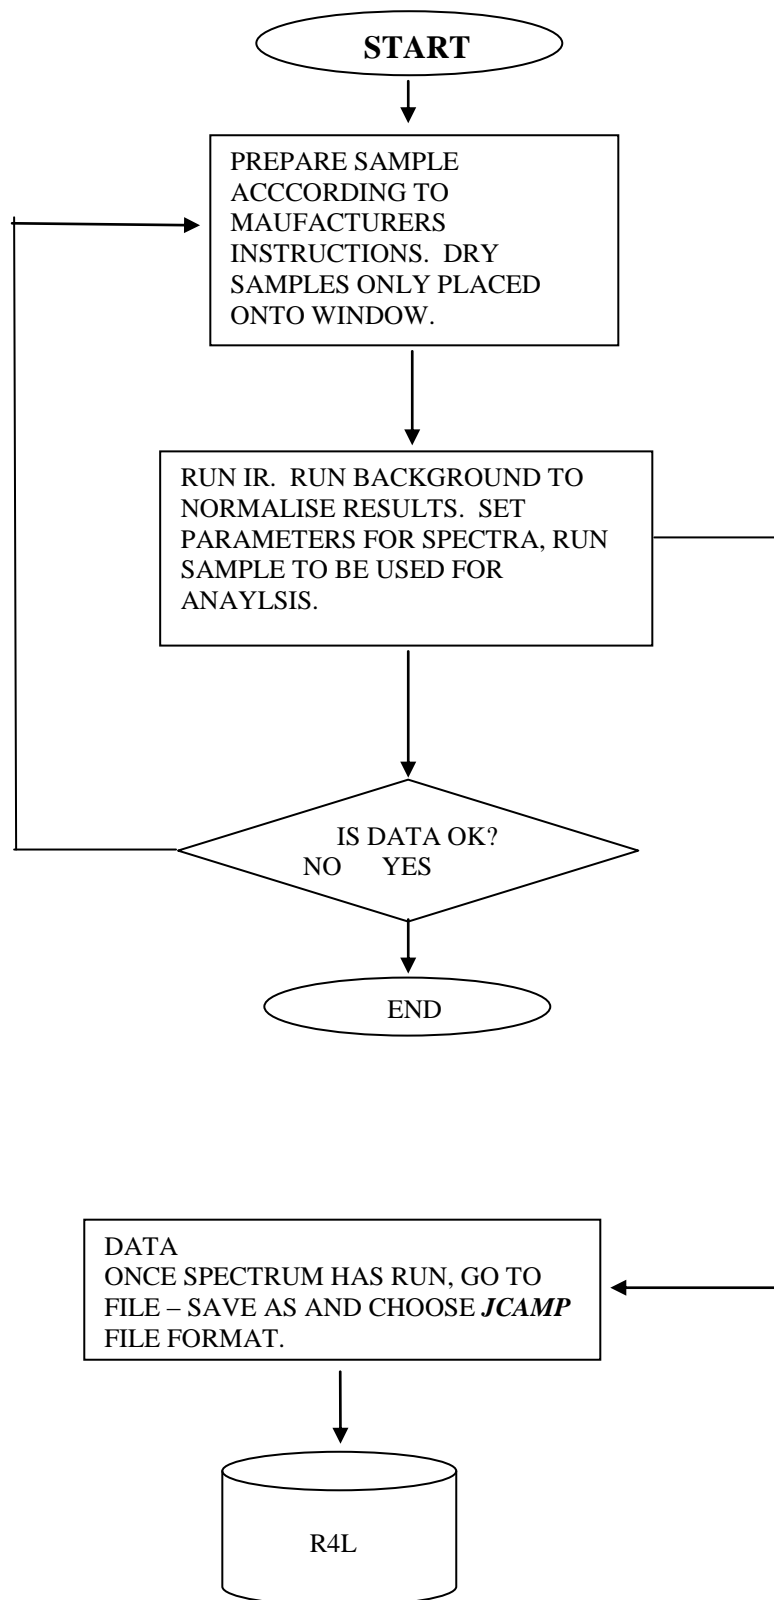 START
PREPARE SAMPLE
ACCCORDING TO
MAUFACTURERS
INSTRUCTIONS.  DRY
SAMPLES ONLY PLACED
ONTO WINDOW.
RUN IR.  RUN BACKGROUND TO
NORMALISE RESULTS.  SET
PARAMETERS FOR SPECTRA, RUN
SAMPLE TO BE USED FOR
ANAYLSIS.
IS DATA OK?
NO     YES
END
DATA
ONCE SPECTRUM HAS RUN, GO TO
FILE – SAVE AS AND CHOOSE JCAMP
FILE FORMAT.
R4L